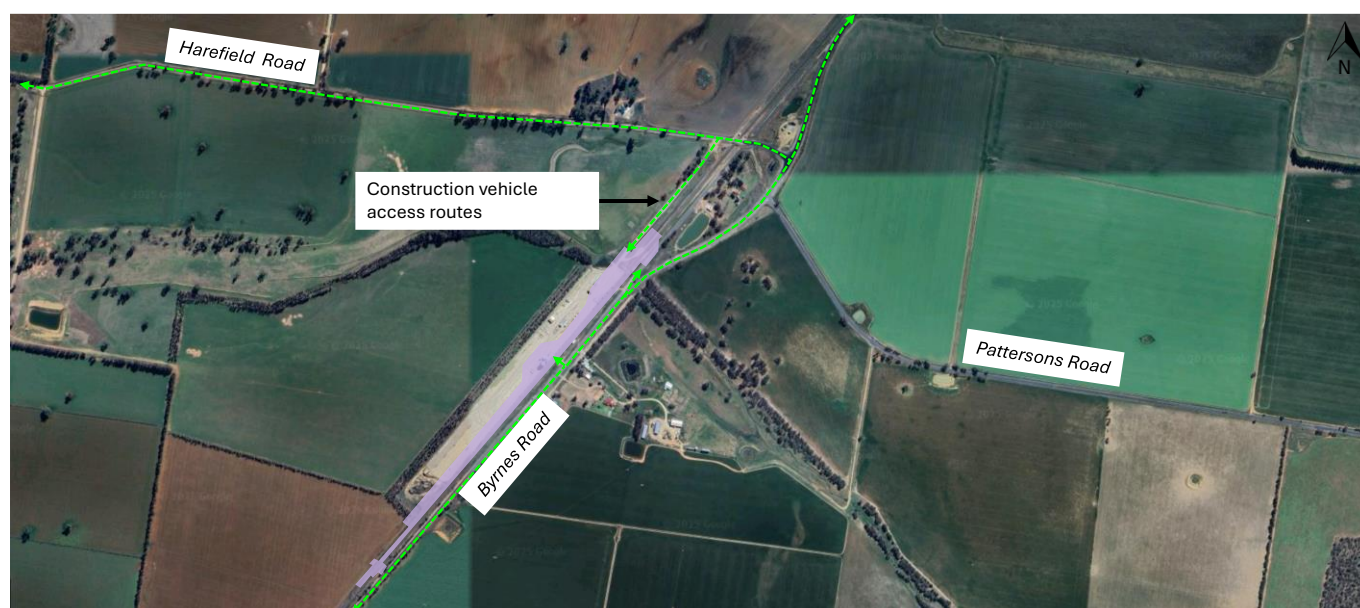 Harefield Road
N
Construction vehicle
access routes
Pattersons Road
Byrnes Road